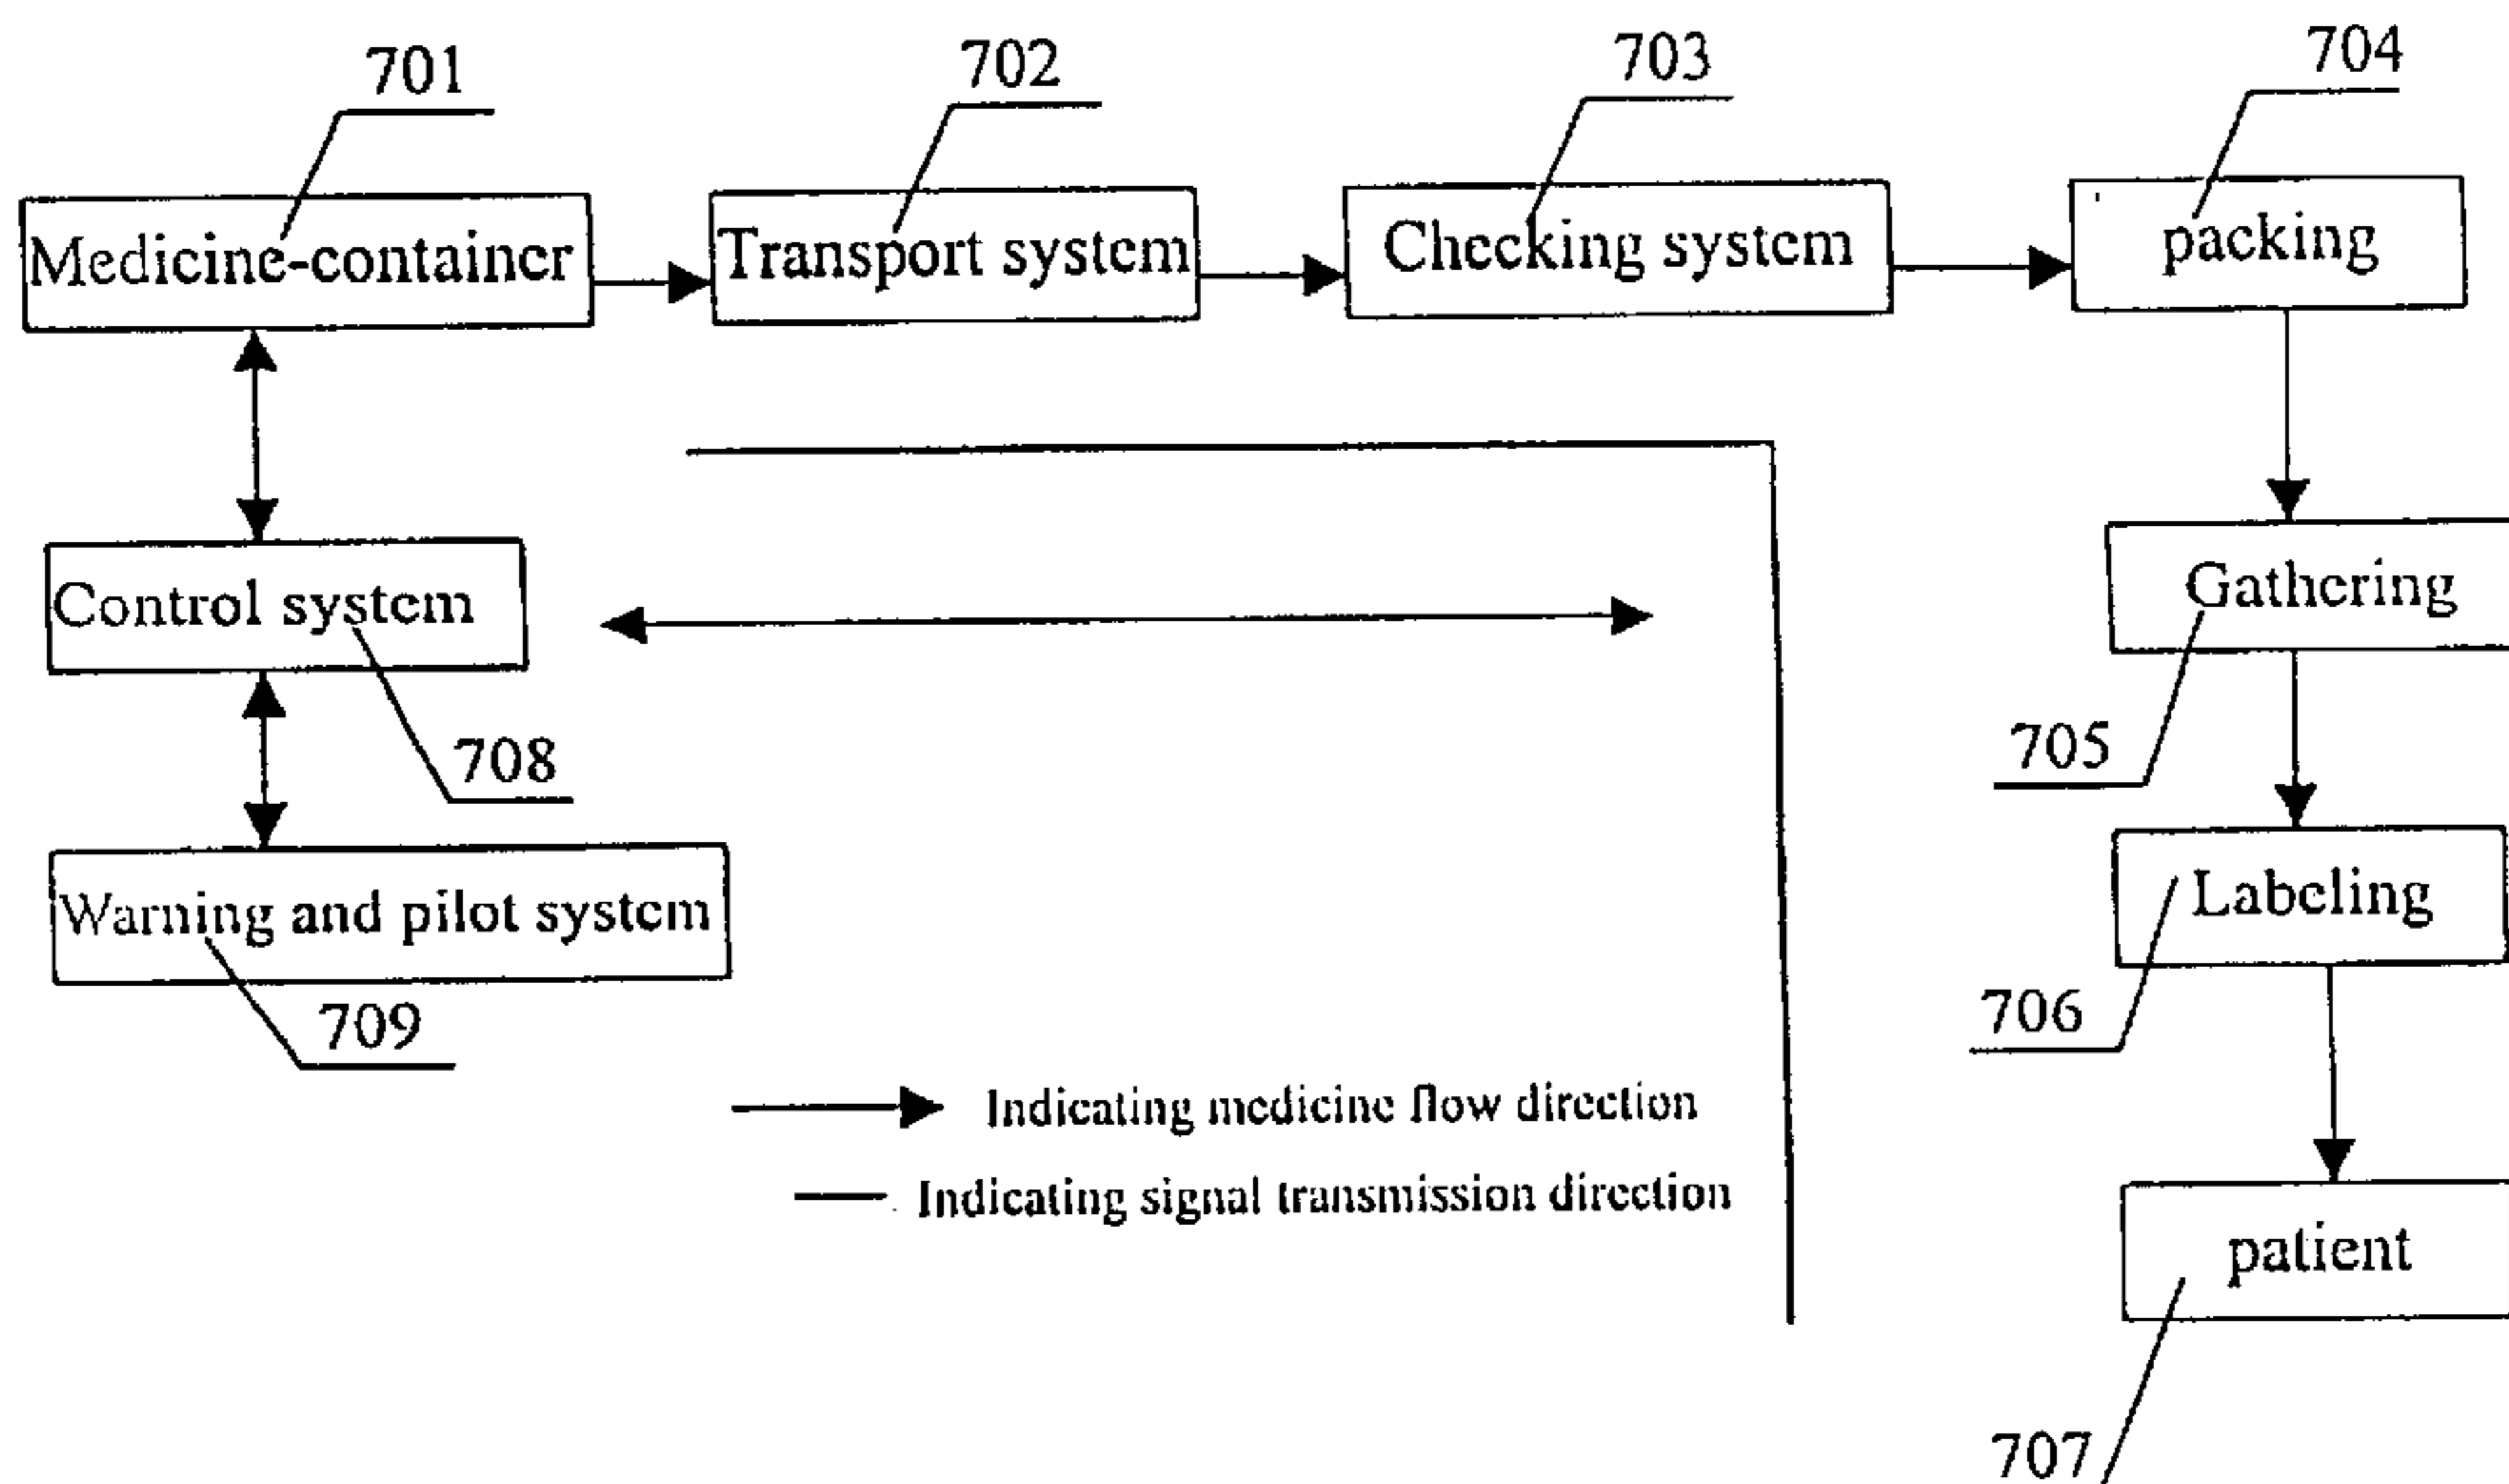 701
702
703
704
Medicine-container
Transport system
Checking system
packing
Control system
Gathering
708
705
Warning and pilot system
Labeling
709
706
Indicating medicine flow direction
Indicating signal transmission direction
patient
707